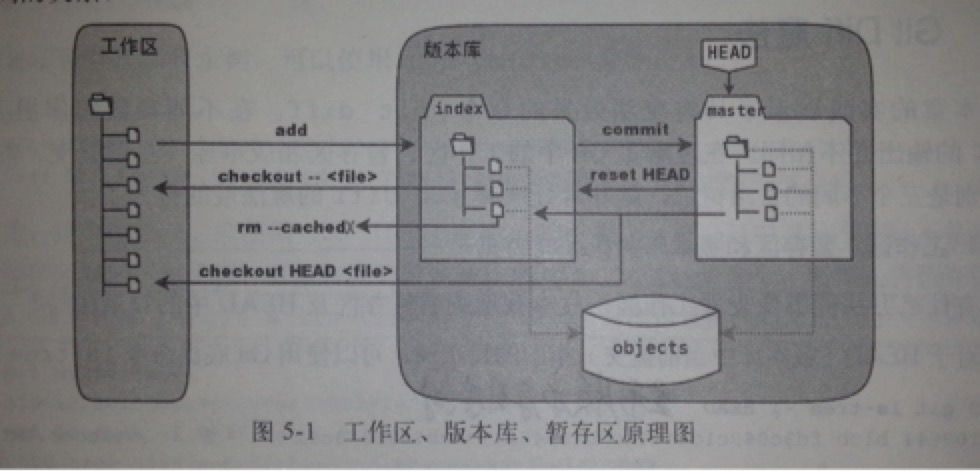 工作区
版本库
HEAD
index
master
add
commit
checkout -- <file>
reset HEAD
rm --cached X
checkout HEAD <file>
objects
图 5-1 工作区、版本库、暂存区原理图